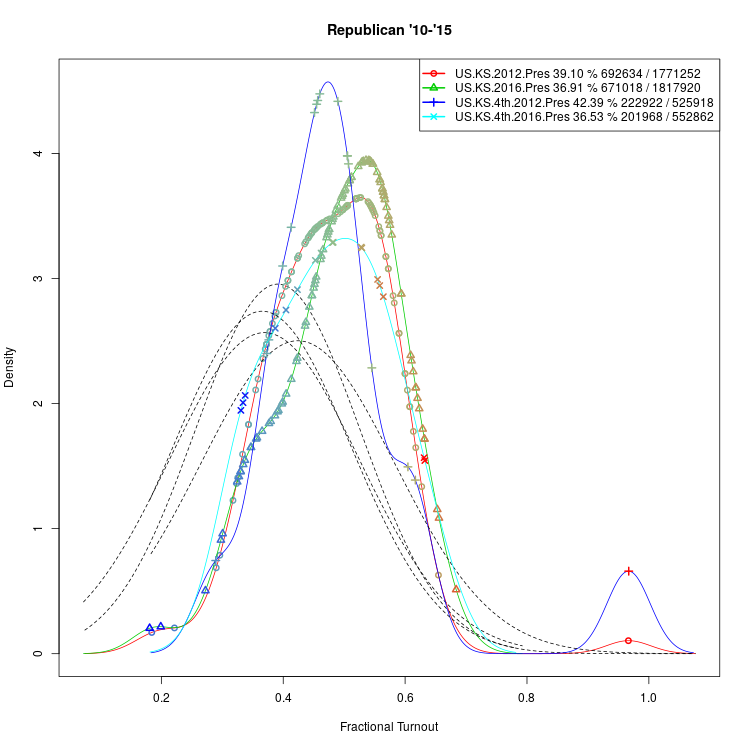 Republican '10-'15
US.KS.2012.Pres 39.10 % 692634 / 1771252
US.KS.2016.Pres 36.91 % 671018 / 1817920
US.KS.4th.2012.Pres 42.39 % 222922 / 525918
US.KS.4th.2016.Pres 36.53 % 201968 / 552862
Density
4
3
2
1
0
0.2 0.4 0.6 0.8 1.0
Fractional Turnout